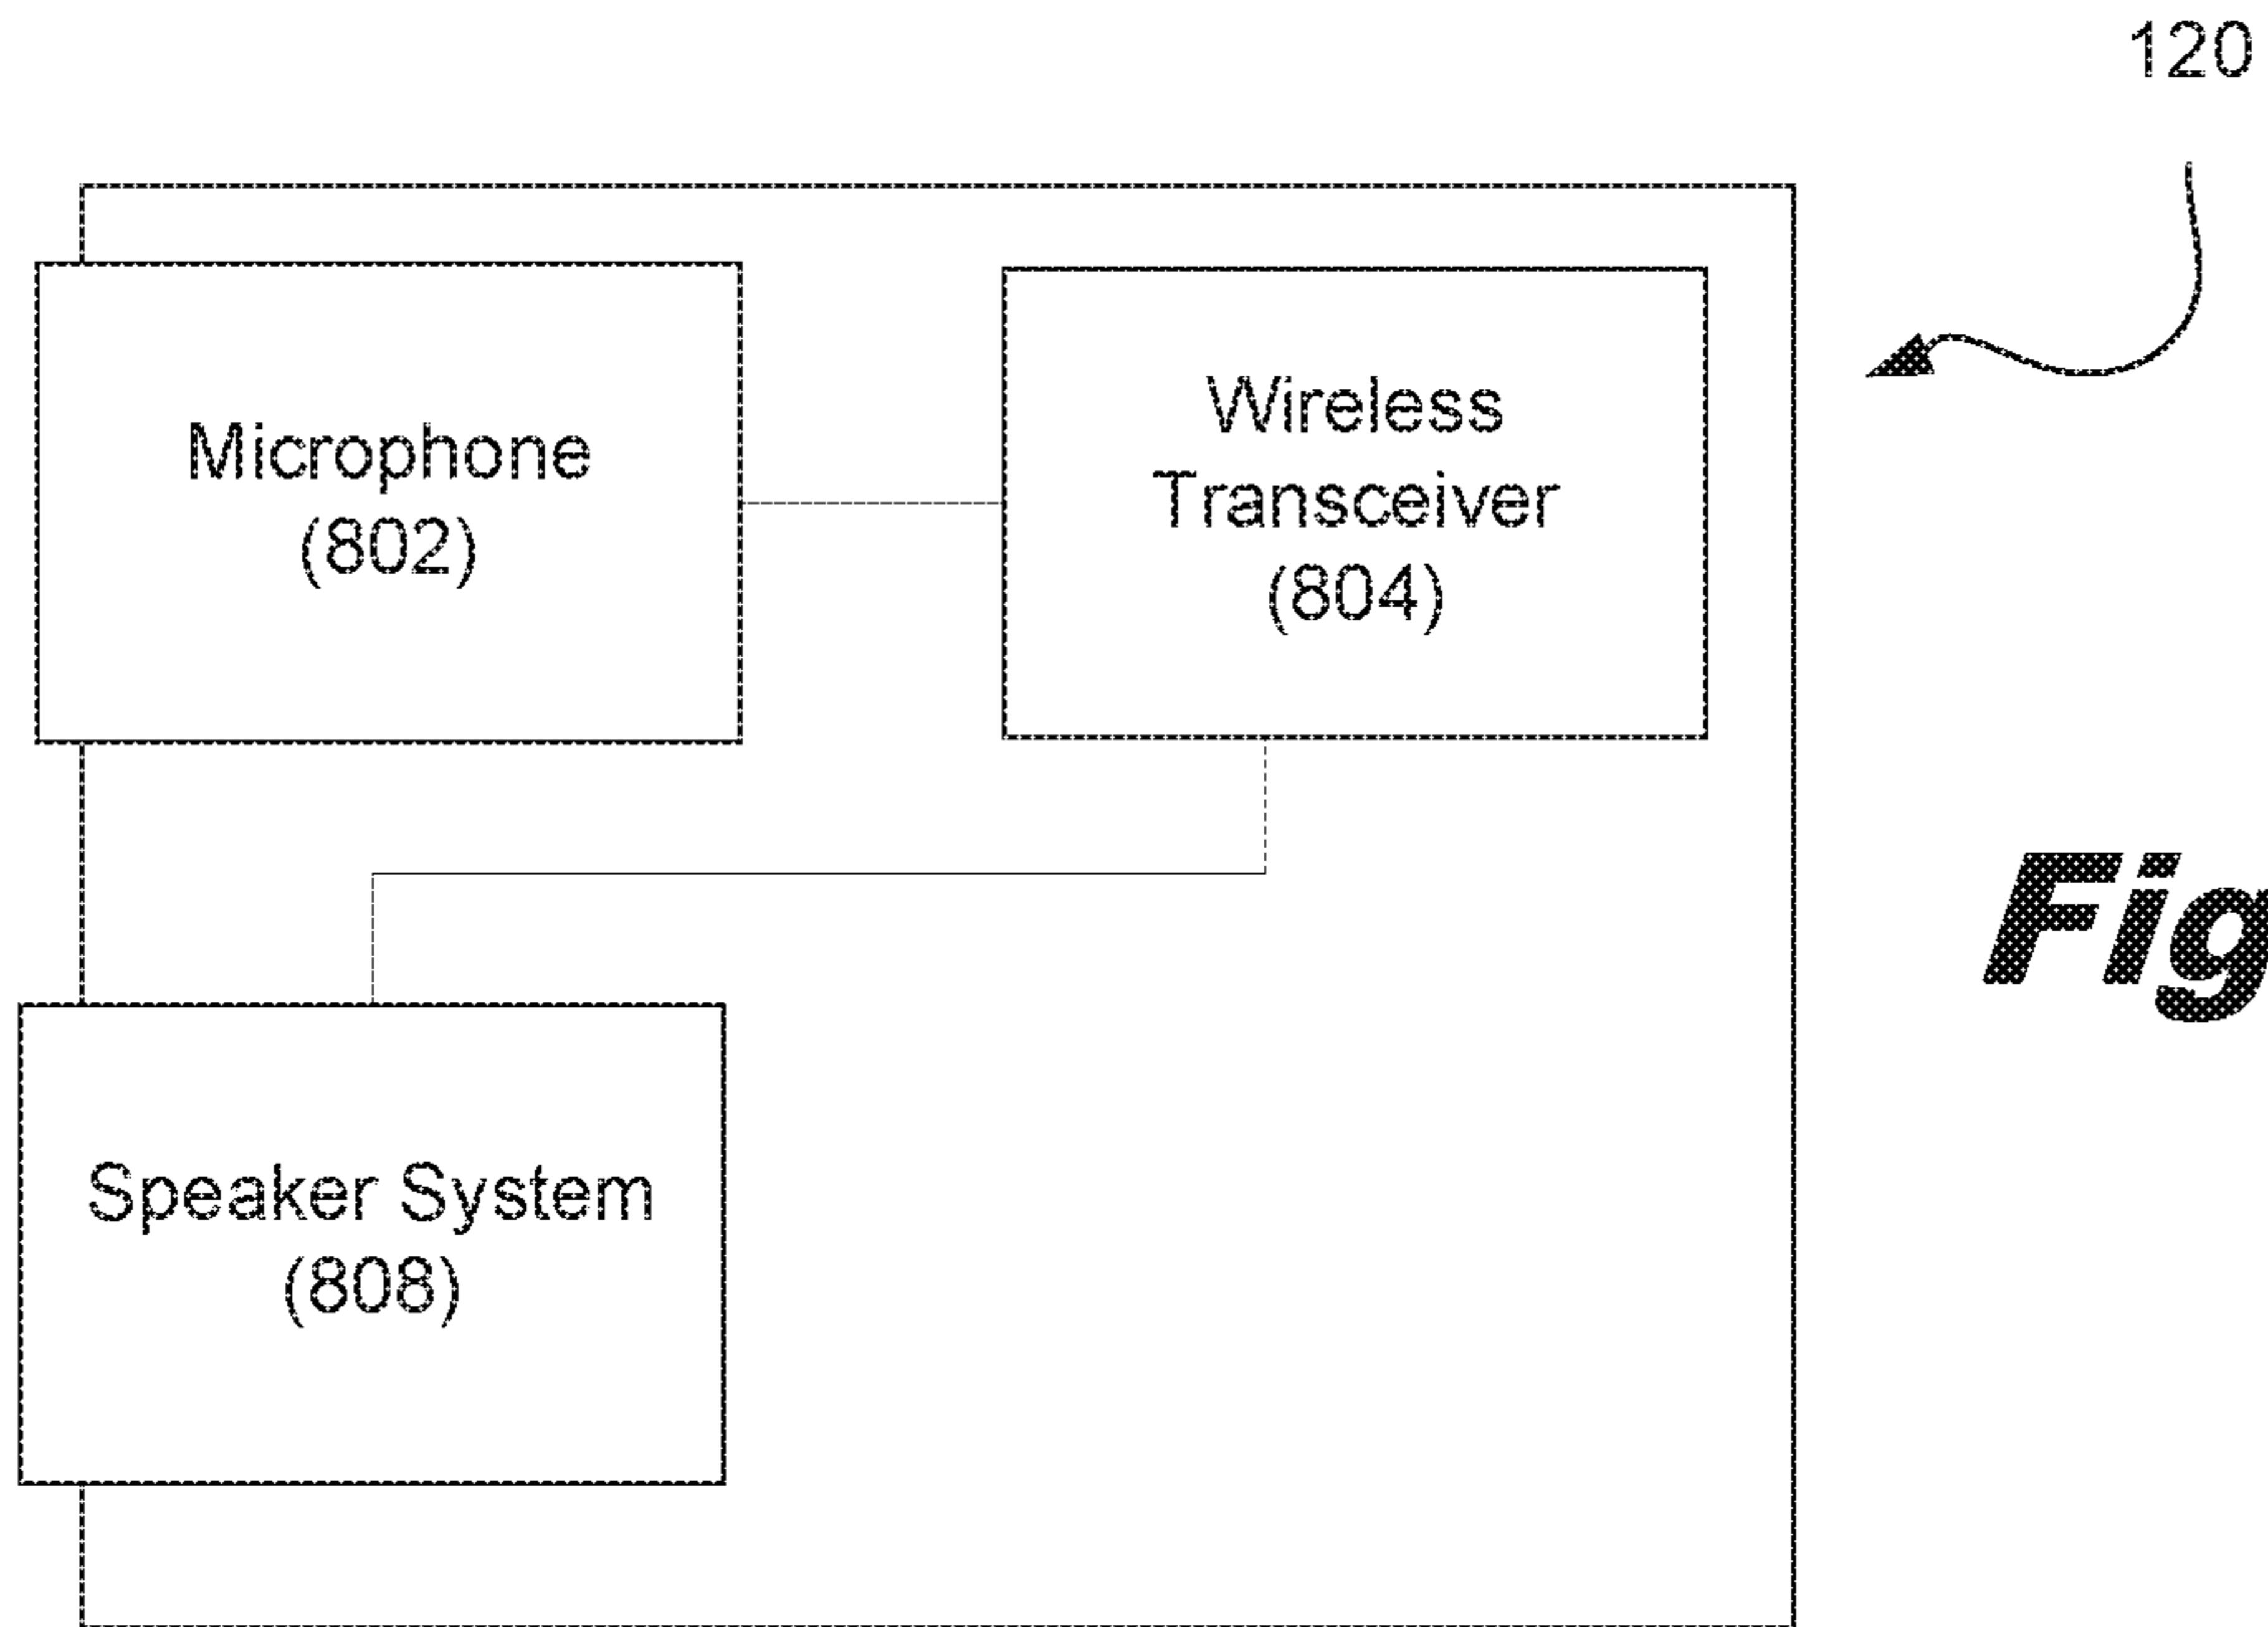 120
Microphone
(802)
Wireless
Transceiver
(804)
Fig
Speaker System
(808)